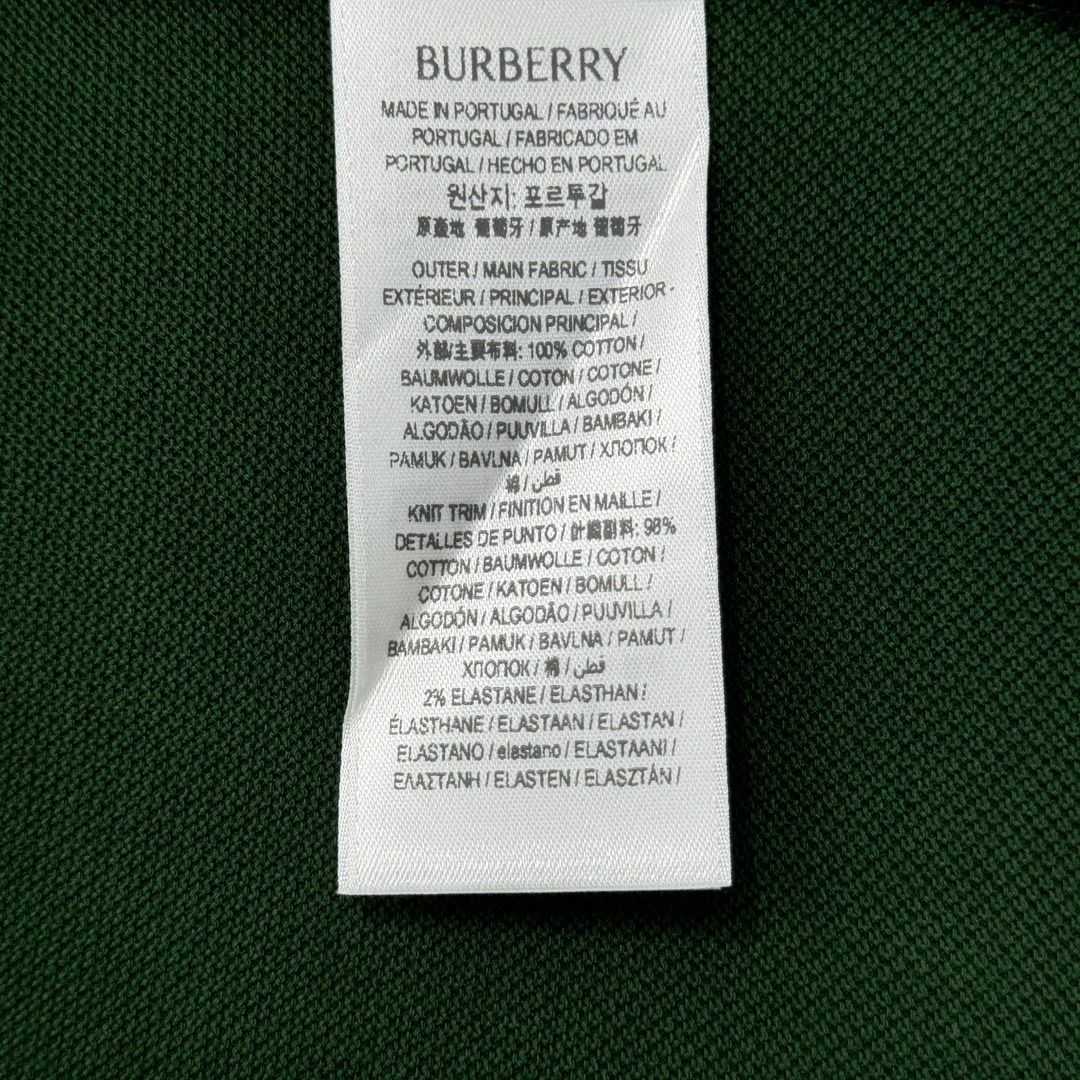 BURBERRY
MADE IN PORTUGAL / FABRIQUÉ AU
PORTUGAL / FABRICADO EM
PORTUGAL / HECHO EN PORTUGAL
원산지: 포르투갈
原產地 葡萄牙 / 原产地 葡萄牙
OUTER / MAIN FABRIC / TISSU
EXTÉRIEUR / PRINCIPAL / EXTERIOR -
COMPOSICION PRINCIPAL /
外部/主要布料: 100% COTTON /
BAUMWOLLE / COTON / COTONE /
KATOEN / BOMULL / ALGODÓN /
ALGODÃO / PUUVILLA / BAMBAKI /
PAMUK / BAVLNA / PAMUT / ХЛОПОК /
棉 / قطن
KNIT TRIM / FINITION EN MAILLE /
DETALLES DE PUNTO / 針織副料: 98%
COTTON / BAUMWOLLE / COTON /
COTONE / KATOEN / BOMULL /
ALGODÓN / ALGODÃO / PUUVILLA /
BAMBAKI / PAMUK / BAVLNA / PAMUT /
ХЛОПОК / 棉 / قطن
2% ELASTANE / ELASTHAN /
ÉLASTHANE / ELASTAAN / ELASTAN /
ELASTANO / elastano / ELASTAANI /
ΕΛΑΣΤΑΝΗ / ELASTEN / ELASZTÁN /